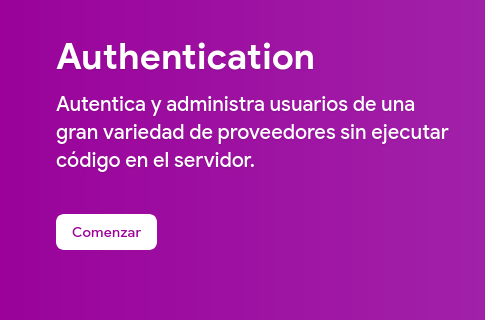 Authentication
Autentica y administra usuarios de una
gran variedad de proveedores sin ejecutar
código en el servidor.
Comenzar